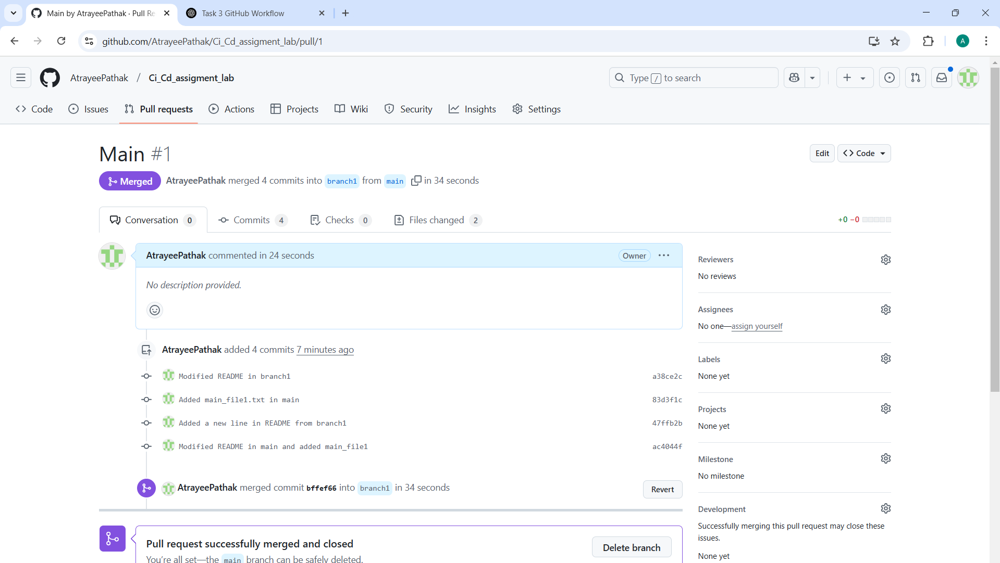 Main by AtrayeePathak · Pull Re
Task 3 GitHub Workflow
github.com/AtrayeePathak/Ci_Cd_assigment_lab/pull/1
A
AtrayeePathak / Ci_Cd_assigment_lab
Type / to search
Code
Issues
Pull requests
Actions
Projects
Wiki
Security
Insights
Settings
Main #1
Edit
Code
Merged
AtrayeePathak merged 4 commits into branch1 from main in 34 seconds
Conversation 0
Commits 4
Checks 0
Files changed 2
+0 −0
AtrayeePathak commented in 24 seconds
Owner
No description provided.
AtrayeePathak added 4 commits 7 minutes ago
Modified README in branch1 a38ce2c
Added main_file1.txt in main 83d3f1c
Added a new line in README from branch1 47ffb2b
Modified README in main and added main_file1 ac4044f
AtrayeePathak merged commit bffef66 into branch1 in 34 seconds
Revert
Pull request successfully merged and closed
You're all set—the main branch can be safely deleted.
Delete branch
Reviewers
No reviews
Assignees
No one—assign yourself
Labels
None yet
Projects
None yet
Milestone
No milestone
Development
Successfully merging this pull request may close these
issues.
None yet